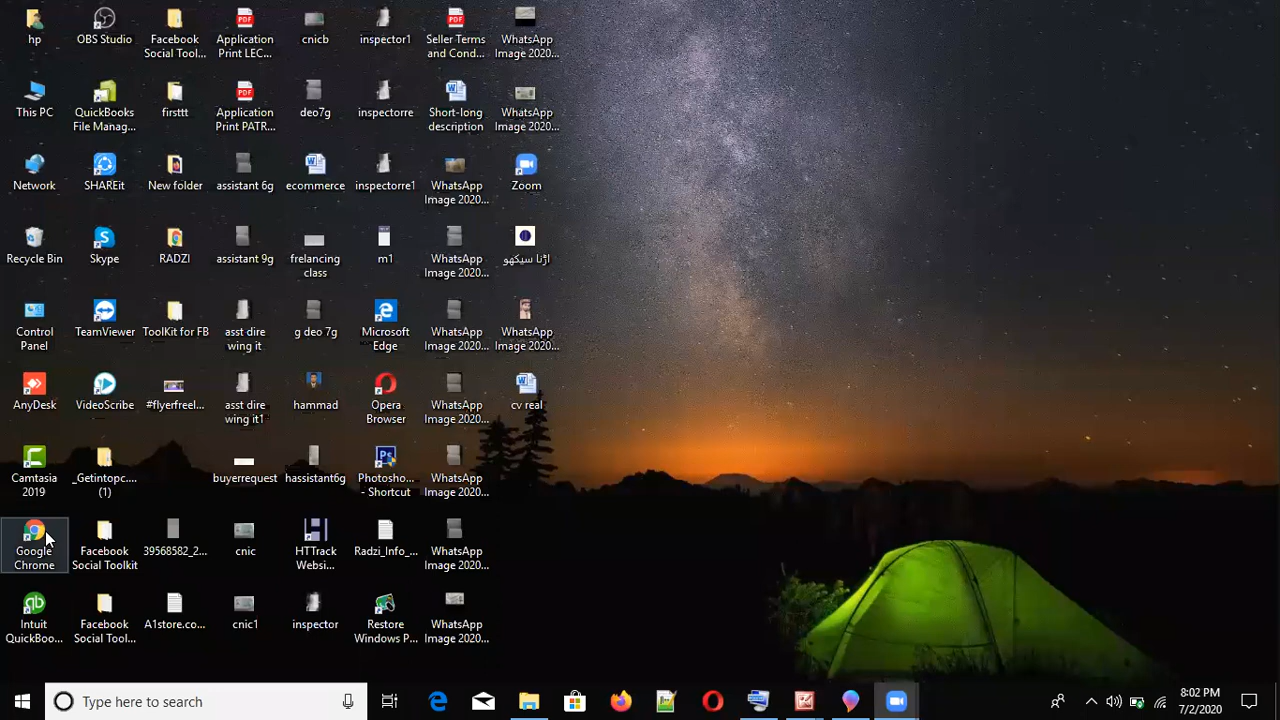 hp
OBS Studio
Facebook
Social Tool...
Application
Print LEC...
cnicb
inspector1
Seller Terms
and Cond...
WhatsApp
Image 2020...
This PC
QuickBooks
File Manag...
firsttt
Application
Print PATR...
deo7g
inspectorre
Short-long
description
WhatsApp
Image 2020...
Network
SHAREit
New folder
assistant 6g
ecommerce
inspectorre1
WhatsApp
Image 2020...
Zoom
Recycle Bin
Skype
RADZI
assistant 9g
frelancing
class
m1
WhatsApp
Image 2020...
اڑنا سیکھو
Control
Panel
TeamViewer
ToolKit for FB
asst dire
wing it
g deo 7g
Microsoft
Edge
WhatsApp
Image 2020...
WhatsApp
Image 2020...
AnyDesk
VideoScribe
#flyerfreel...
asst dire
wing it1
hammad
Opera
Browser
WhatsApp
Image 2020...
cv real
Camtasia
2019
_Getintopc....
(1)
buyerrequest
hassistant6g
Photosho...
- Shortcut
WhatsApp
Image 2020...
Google
Chrome
Facebook
Social Toolkit
39568582_2...
cnic
HTTrack
Websi...
Radzi_Info_...
WhatsApp
Image 2020...
Intuit
QuickBoo...
Facebook
Social Tool...
A1store.co...
cnic1
inspector
Restore
Windows P...
WhatsApp
Image 2020...
Type here to search
8:02 PM
7/2/2020